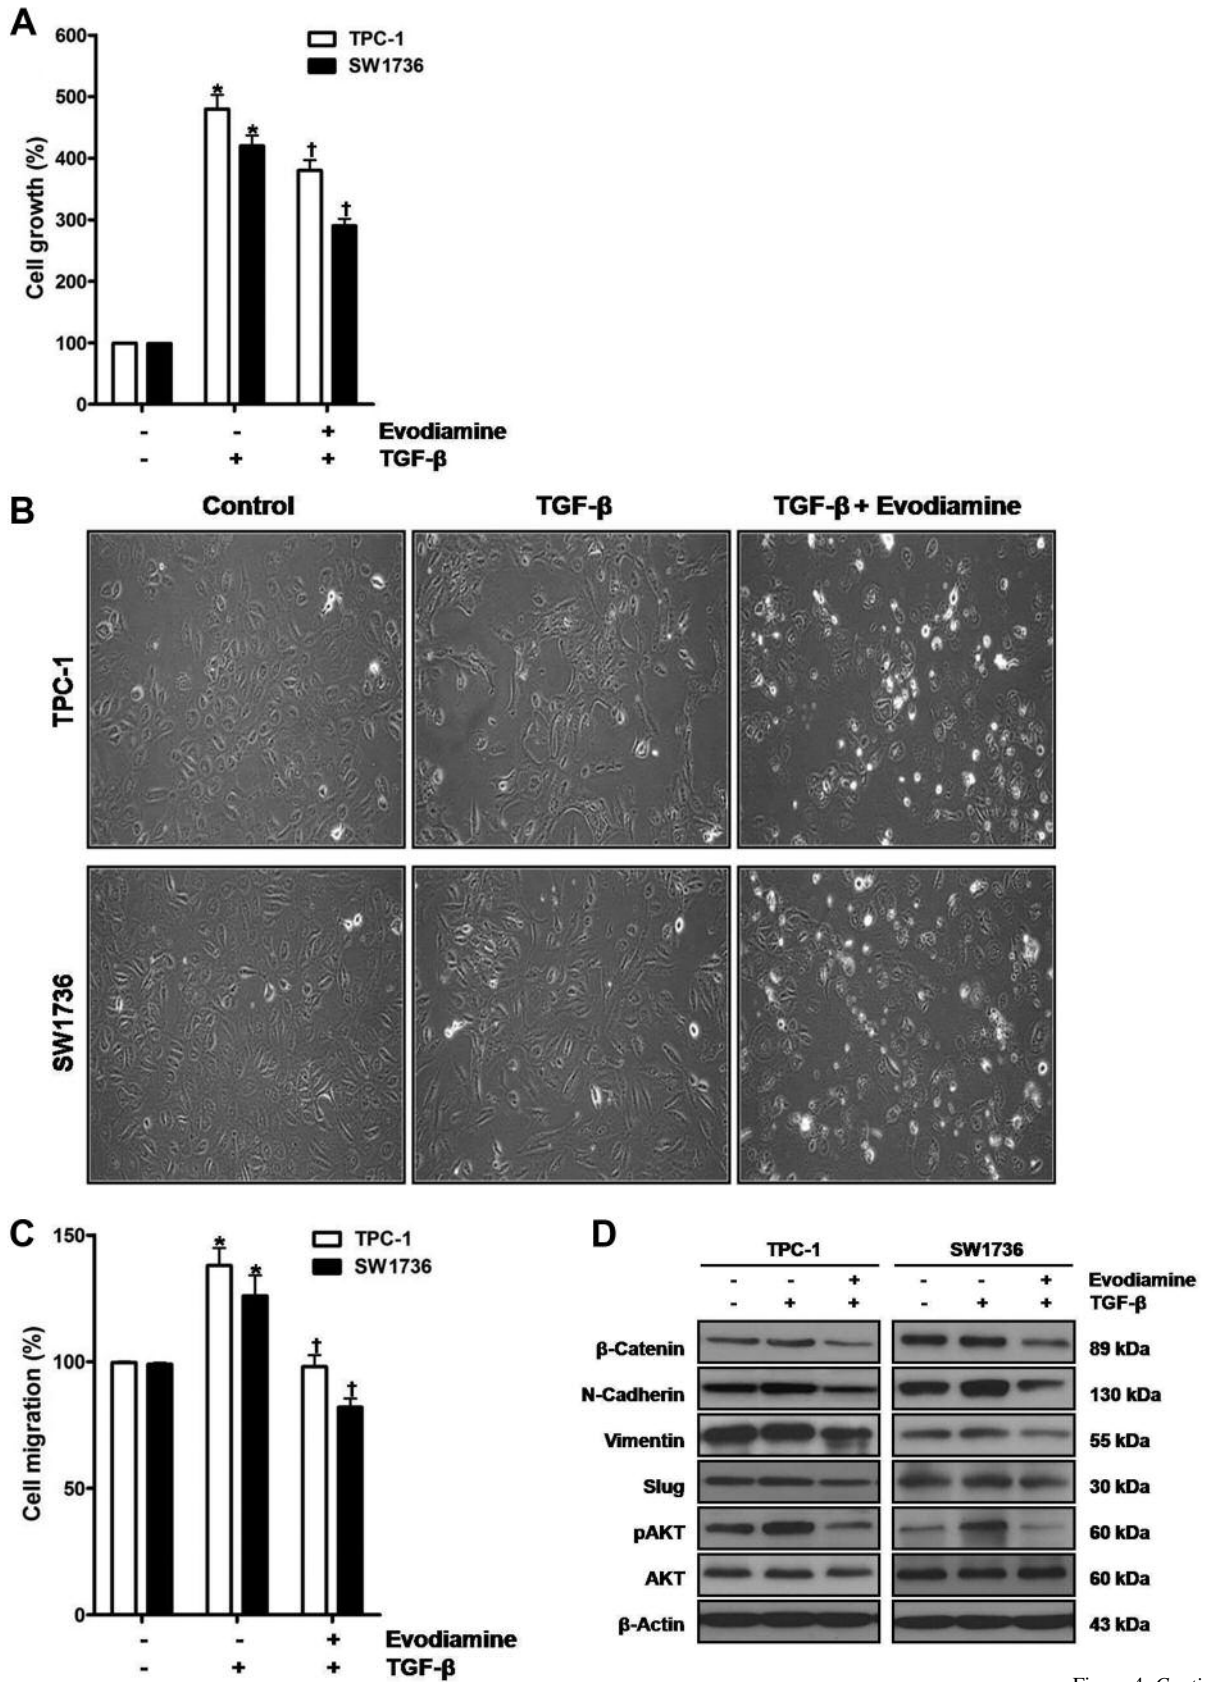 A
600
500
400
300
200
100
0
Cell growth (%)
TPC-1
SW1736
* * † †
- - + Evodiamine
- + + TGF-β
B
Control TGF-β TGF-β + Evodiamine
TPC-1
SW1736
C
150
100
50
0
Cell migration (%)
TPC-1
SW1736
* * † †
- - + Evodiamine
- + + TGF-β
D
TPC-1 SW1736
- - + - - + Evodiamine
- + + - + + TGF-β
β-Catenin 89 kDa
N-Cadherin 130 kDa
Vimentin 55 kDa
Slug 30 kDa
pAKT 60 kDa
AKT 60 kDa
β-Actin 43 kDa